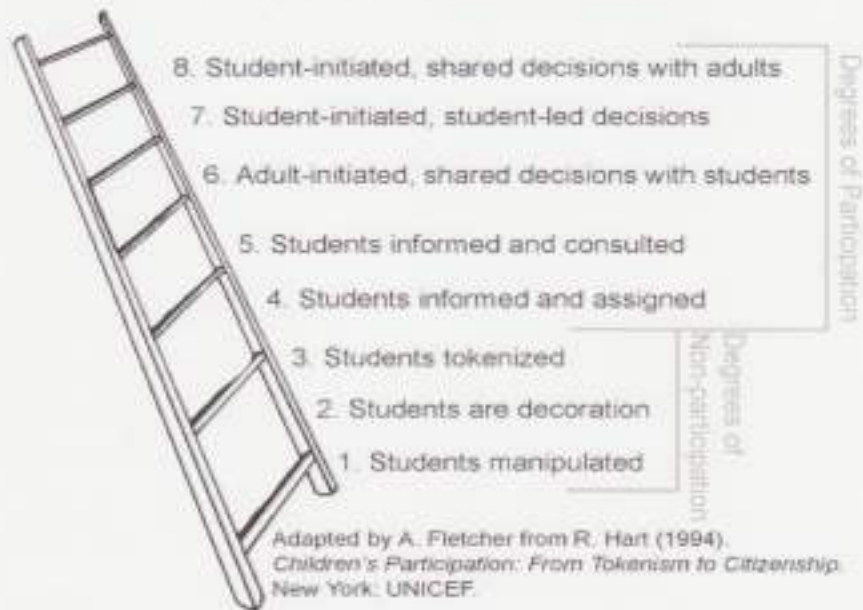 8. Student-initiated, shared decisions with adults
7. Student-initiated, student-led decisions
6. Adult-initiated, shared decisions with students
5. Students informed and consulted
4. Students informed and assigned
3. Students tokenized
2. Students are decoration
1. Students manipulated
Degrees of Participation
Degrees of
Non-participation
Adapted by A. Fletcher from R. Hart (1994).
Children's Participation: From Tokenism to Citizenship.
New York: UNICEF.